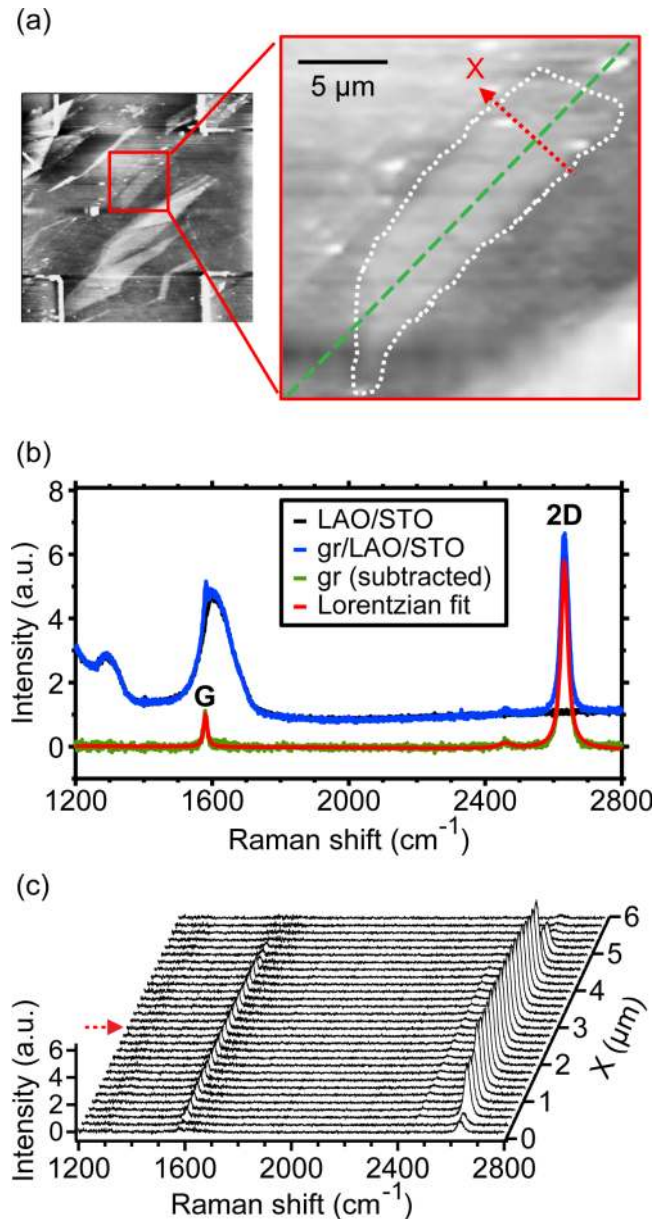 (a)
X
5 μm
(b)
8
6
4
2
0
Intensity (a.u.)
LAO/STO
gr/LAO/STO
gr (subtracted)
Lorentzian fit
G
2D
1200 1600 2000 2400 2800
Raman shift (cm⁻¹)
(c)
6
4
2
0
Intensity (a.u.)
6
5
4
3
2
1
0
X (μm)
1200 1600 2000 2400 2800
Raman shift (cm⁻¹)